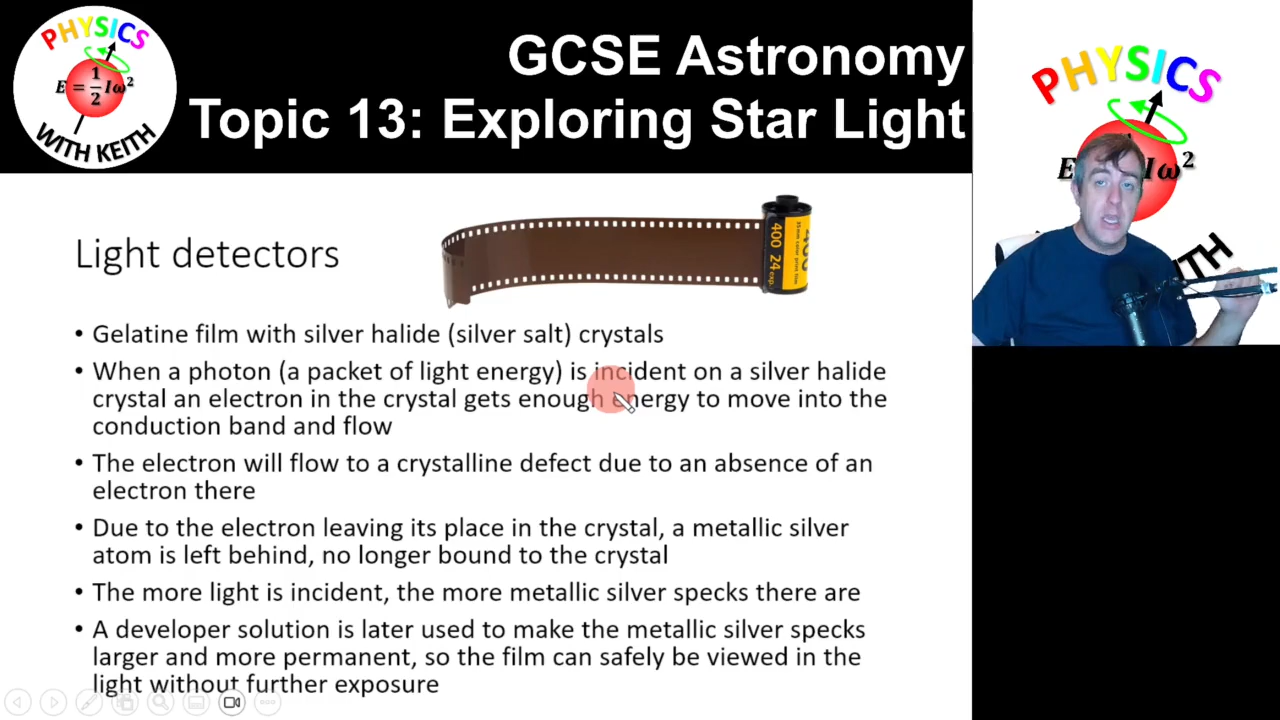 PHYSICS
E = 1/2 Iω²
WITH KEITH
GCSE Astronomy
Topic 13: Exploring Star Light
PHYSICS
E
Iω²
ITH
Light detectors
400 24 exp.
400
• Gelatine film with silver halide (silver salt) crystals
• When a photon (a packet of light energy) is incident on a silver halide
crystal an electron in the crystal gets enough energy to move into the
conduction band and flow
• The electron will flow to a crystalline defect due to an absence of an
electron there
• Due to the electron leaving its place in the crystal, a metallic silver
atom is left behind, no longer bound to the crystal
• The more light is incident, the more metallic silver specks there are
• A developer solution is later used to make the metallic silver specks
larger and more permanent, so the film can safely be viewed in the
light without further exposure